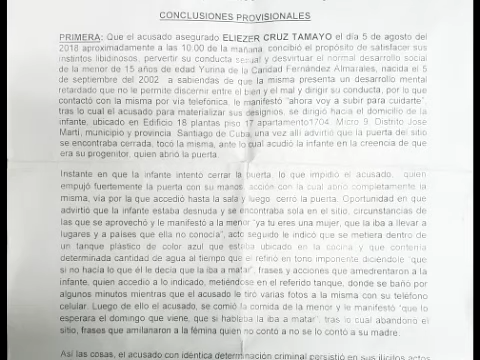 CONCLUSIONES PROVISIONALES
PRIMERA: Que el acusado asegurado ELIEZER CRUZ TAMAYO el día 5 de agosto del
2018 aproximadamente a las 10:00 de la mañana, concibió el propósito de satisfacer sus
instintos libidinosos, pervertir su conducta sexual y desvirtuar el normal desarrollo social
de la menor de 15 años de edad Yurina de la Caridad Fernández Almarales, nacida el 5
de septiembre del 2002 a sabiendas de que la misma presenta un desarrollo mental
retardado que no le permite discernir entre el bien y el mal y dirigir su conducta, por lo que
contactó con la misma por vía telefónica, le manifestó "ahora voy a subir para cuidarte",
tras lo cual el acusado para materializar sus designios, se dirigió hacia el domicilio de la
infante, ubicado en Edificio 18 plantas piso 17 apartamento1704. Micro 9. Distrito José
Martí, municipio y provincia Santiago de Cuba, una vez allí advirtió que la puerta del sitio
se encontraba cerrada, tocó la misma, ante lo cual acudió la infante en la creencia de que
era su progenitor, quien abrió la puerta.
Instante en que la infante intentó cerrar la puerta, lo que impidió el acusado, quien
empujó fuertemente la puerta con su manos, acción con la cual abrió completamente la
misma, vía por la que accedió hasta la sala y luego cerro la puerta. Oportunidad en que
advirtió que la infante estaba desnuda y se encontraba sola en el sitio, circunstancias de
las que se aprovechó y le manifestó a la menor "ya tu eres una mujer, que la iba a llevar a
lugares y a países que ella no conocía", acto seguido le indicó que se metiera dentro de
un tanque plástico de color azul que estaba ubicado en la cocina y que contenía
determinada cantidad de agua al tiempo que el refirió en tono imponente diciéndole "que
si no hacía lo que él le decía que la iba a matar", frases y acciones que amedrentaron a la
infante, quien accedió a lo indicado, metiéndose en el referido tanque, donde se baño por
algunos minutos mientras que el acusado le tiró varias fotos a la misma con su teléfono
celular. Luego de ello el acusado, se comió la comida de la menor y le manifestó "que lo
esperara el domingo que viene, que si hablaba la iba a matar" tras lo cual abandono el
sitio, frases que amilanaron a la fémina quien no contó a no se lo contó a su madre.
Así las cosas, el acusado con identica determinación criminal persistió en sus ilícitos actos